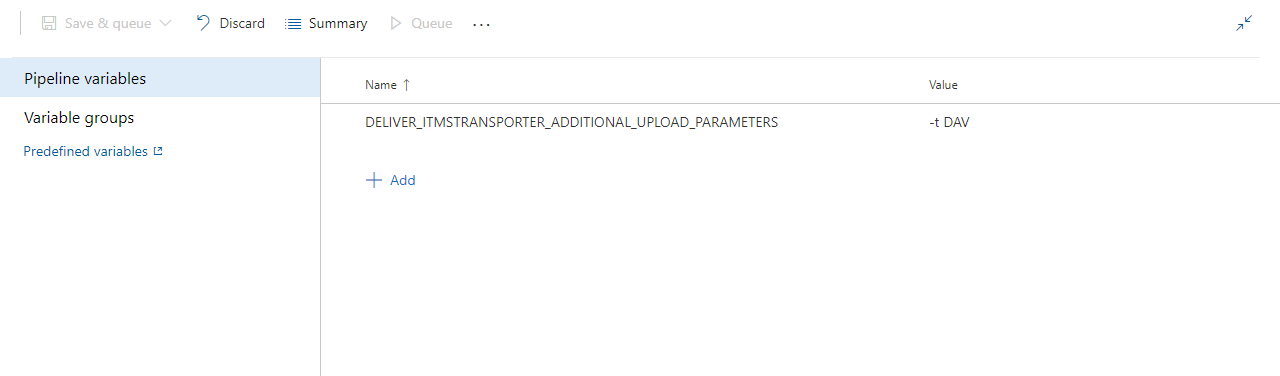 Save & queue Discard Summary Queue ...
Pipeline variables
Variable groups
Predefined variables
Name ↑ Value
DELIVER_ITMSTRANSPORTER_ADDITIONAL_UPLOAD_PARAMETERS -t DAV
+ Add